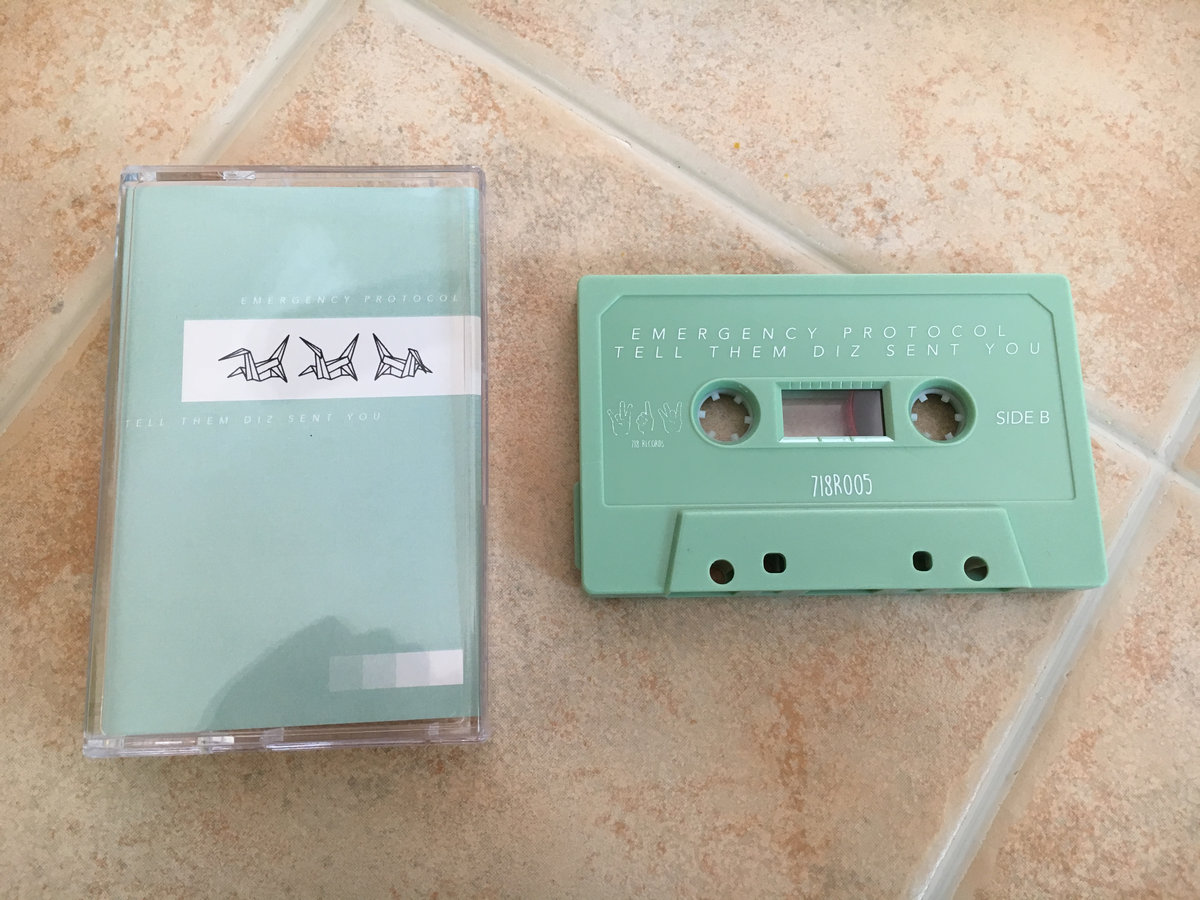 EMERGENCY PROTOCOL
TELL THEM DIZ SENT YOU
EMERGENCY PROTOCOL
TELL THEM DIZ SENT YOU
718 RECORDS
SIDE B
718R005